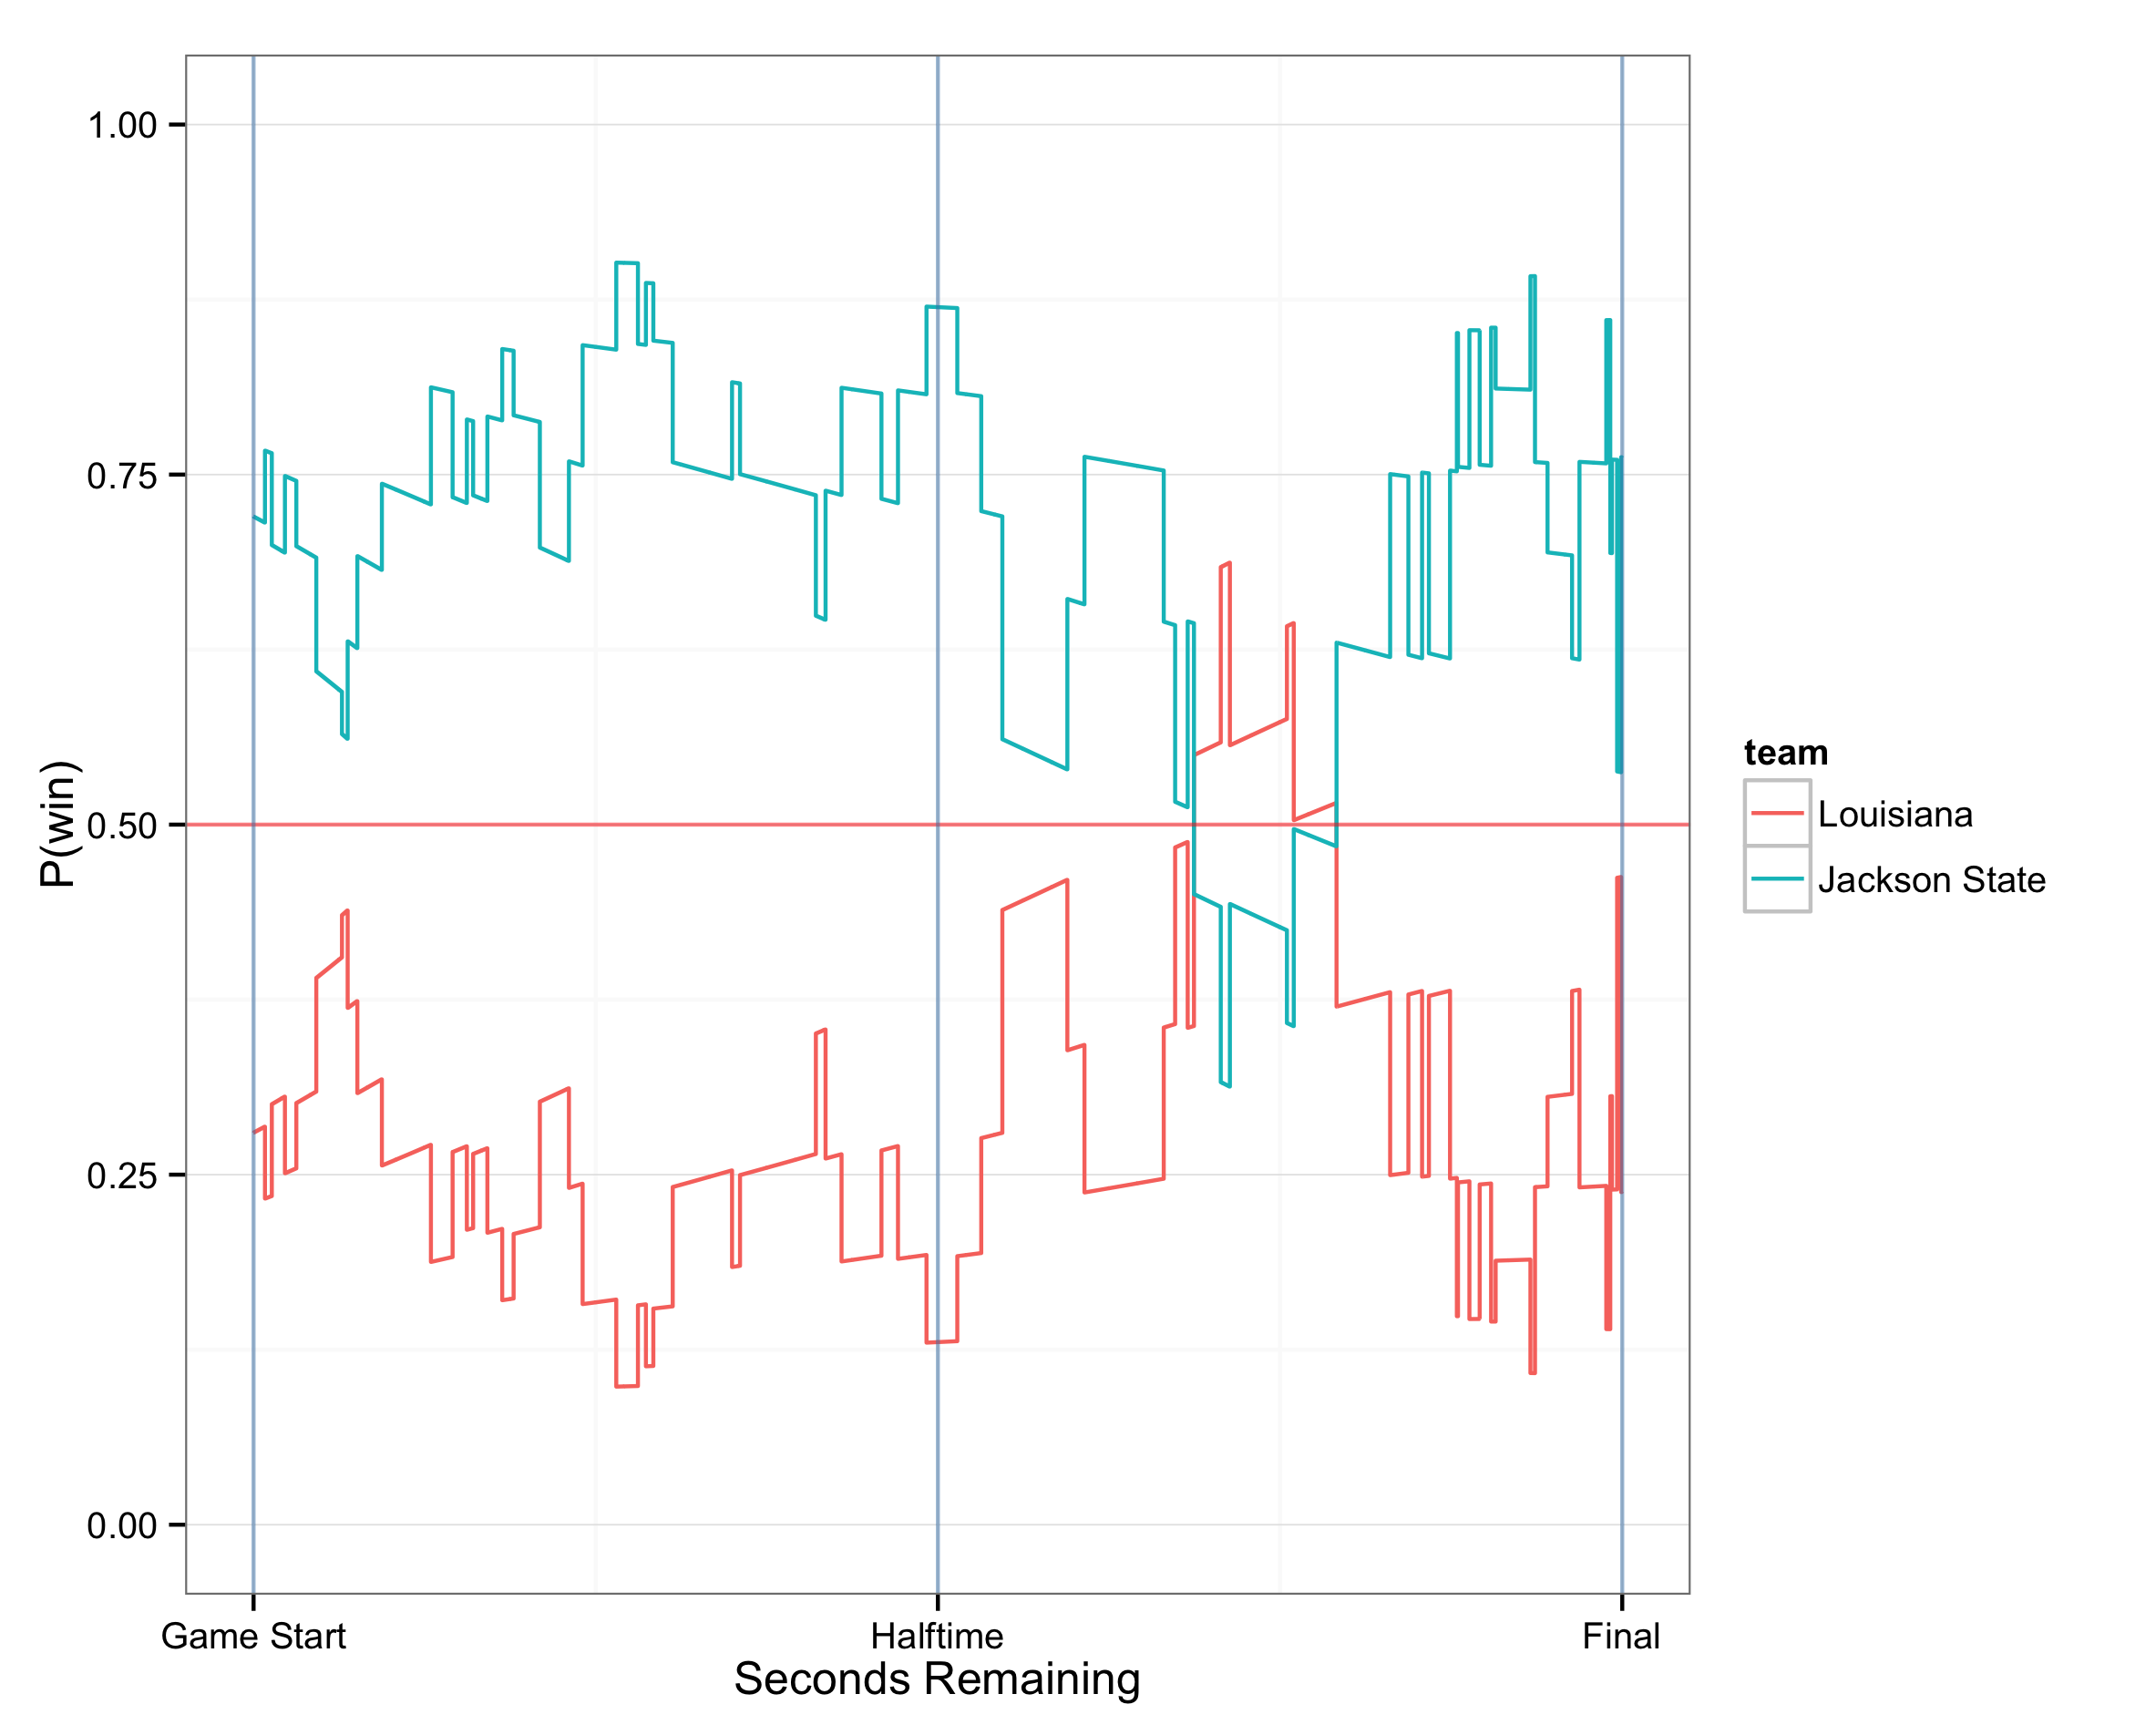 1.00
0.75
0.50
0.25
0.00
P(win)
Game Start
Halftime
Final
Seconds Remaining
team
Louisiana
Jackson State